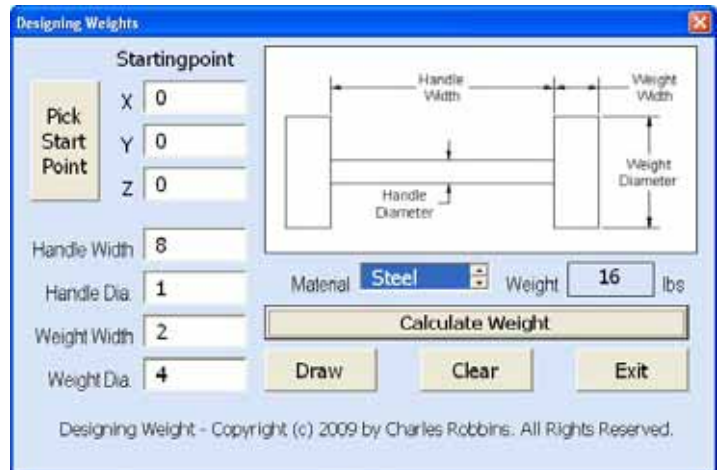 Designing Weights
Startingpoint
Pick
Start
Point
X 0
Y 0
Z 0
Handle Width 8
Handle Dia. 1
Weight Width 2
Weight Dia. 4
Handle
Width
Weight
Width
Handle
Diameter
Weight
Diameter
Material Steel Weight 16 lbs
Calculate Weight
Draw Clear Exit
Designing Weight - Copyright (c) 2009 by Charles Robbins. All Rights Reserved.